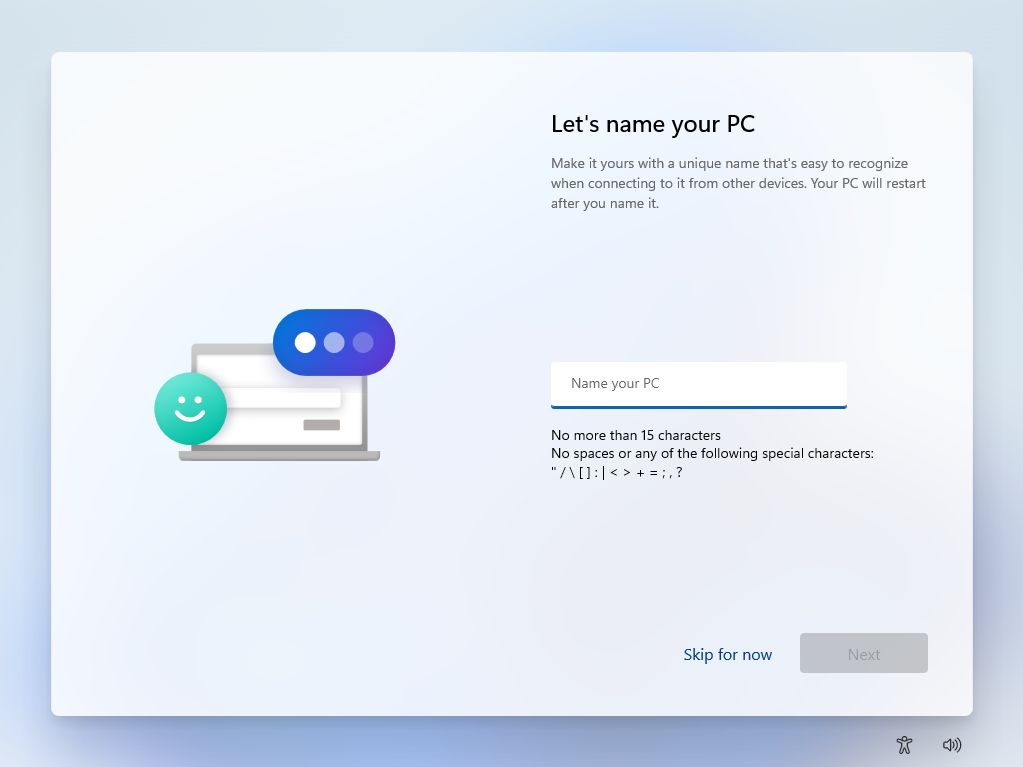 Let's name your PC
Make it yours with a unique name that's easy to recognize
when connecting to it from other devices. Your PC will restart
after you name it.
Name your PC
No more than 15 characters
No spaces or any of the following special characters:
" / \ [ ] : | < > + = ; , ?
Skip for now
Next